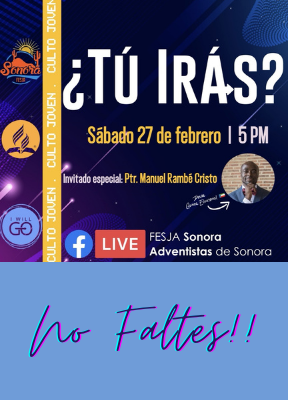 Sonora
FESJA
CULTO JOVEN . CULTO JOVEN . CULTO JOVEN
I WILL
GO
¿TÚ IRÁS?
Sábado 27 de febrero | 5 PM
Invitado especial: Ptr. Manuel Rambé Cristo
f LIVE
FESJA Sonora
Adventistas de Sonora
No Faltes!!